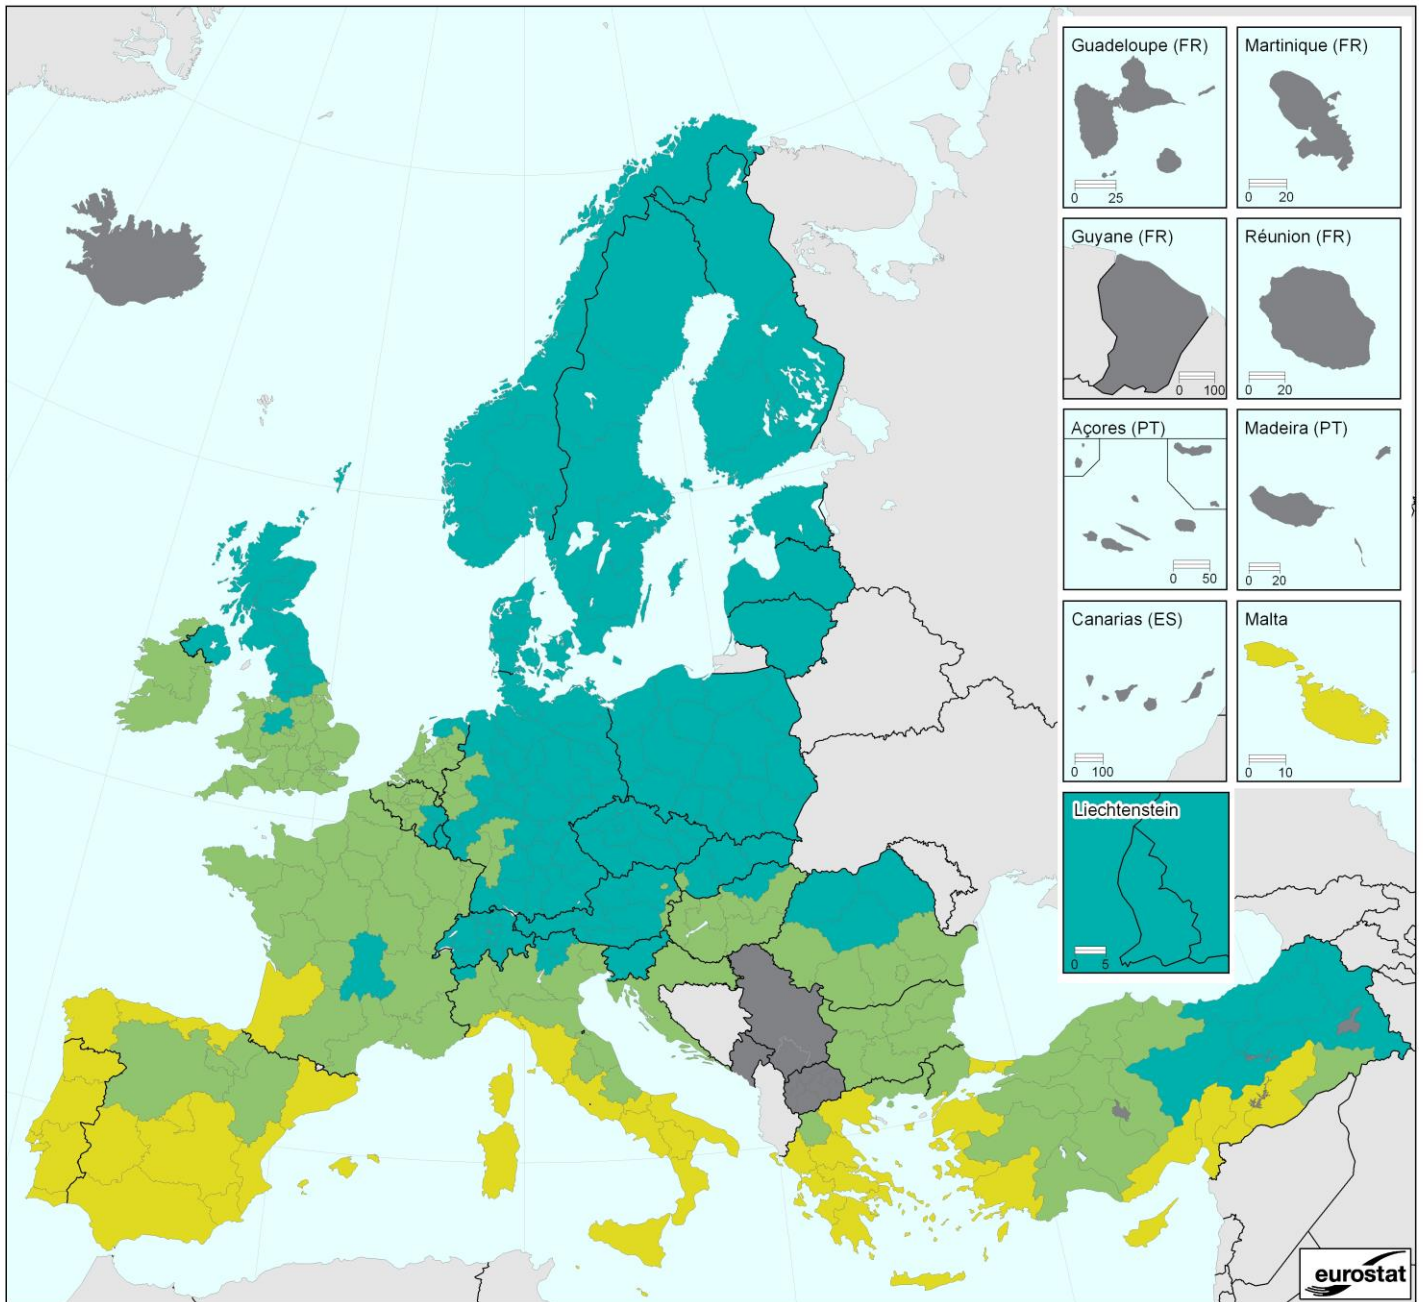 Guadeloupe (FR)
0 25
Martinique (FR)
0 20
Guyane (FR)
0 100
Réunion (FR)
0 20
Açores (PT)
0 50
Madeira (PT)
0 20
Canarias (ES)
0 100
Malta
0 10
Liechtenstein
0 5
eurostat